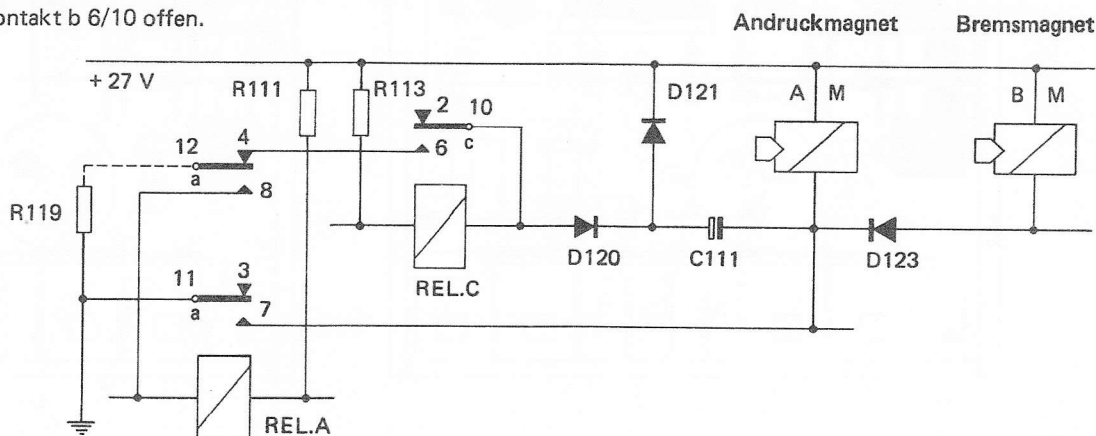 ontakt b 6/10 offen.
Andruckmagnet Bremsmagnet
+ 27 V
R111 R113 D121 A M B M
2 10
12 4 6 c
a
8
R119
D120 C111 D123
REL.C
11 3
a 7
REL.A